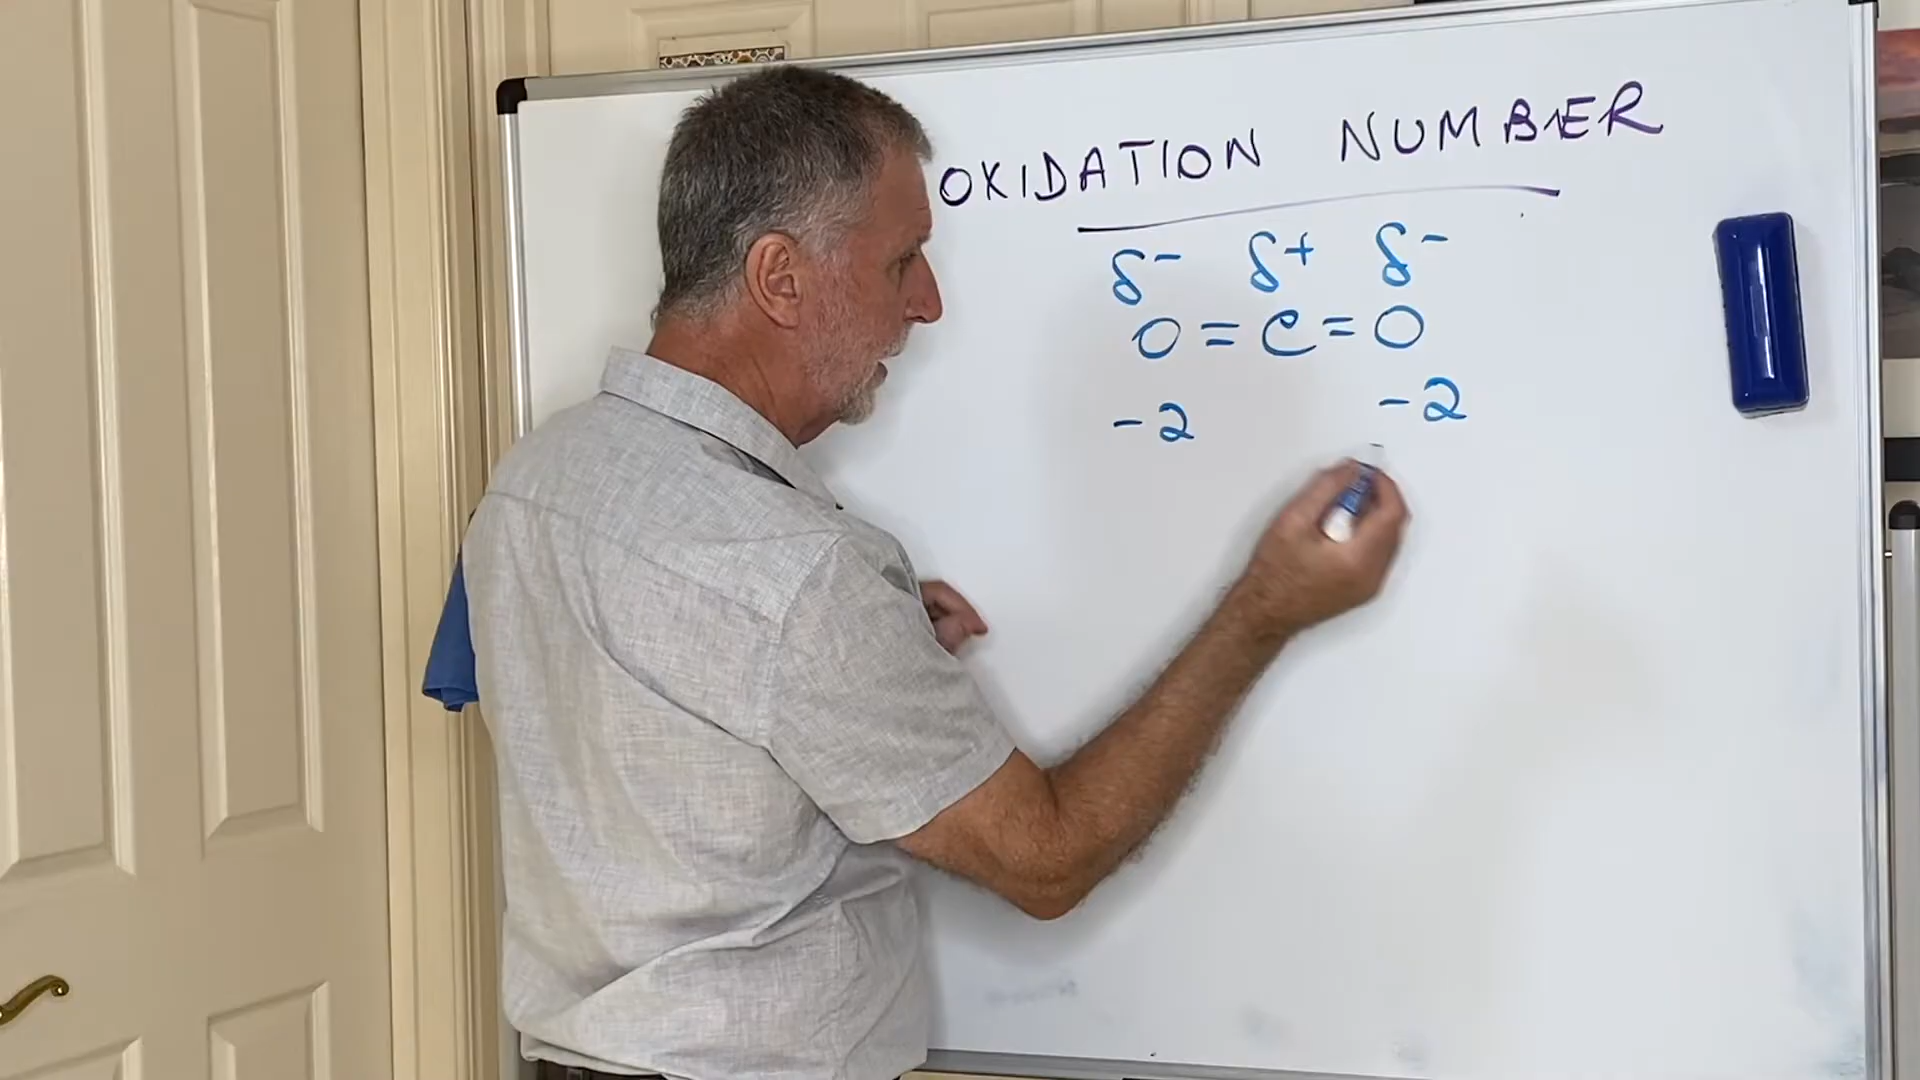 OXIDATION NUMBER
δ- δ+ δ-
O=C=O
-2 -2